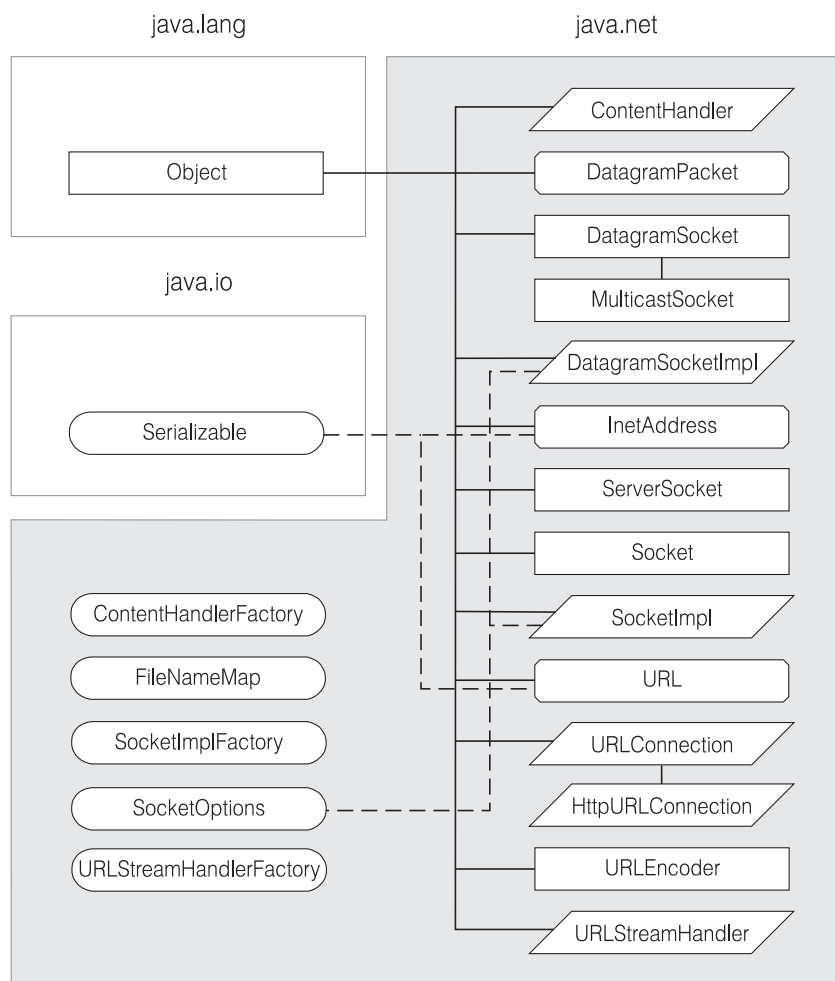 java.lang
java.net
Object
java.io
Serializable
ContentHandler
DatagramPacket
DatagramSocket
MulticastSocket
DatagramSocketImpl
InetAddress
ServerSocket
Socket
SocketImpl
URL
URLConnection
HttpURLConnection
URLEncoder
URLStreamHandler
ContentHandlerFactory
FileNameMap
SocketImplFactory
SocketOptions
URLStreamHandlerFactory